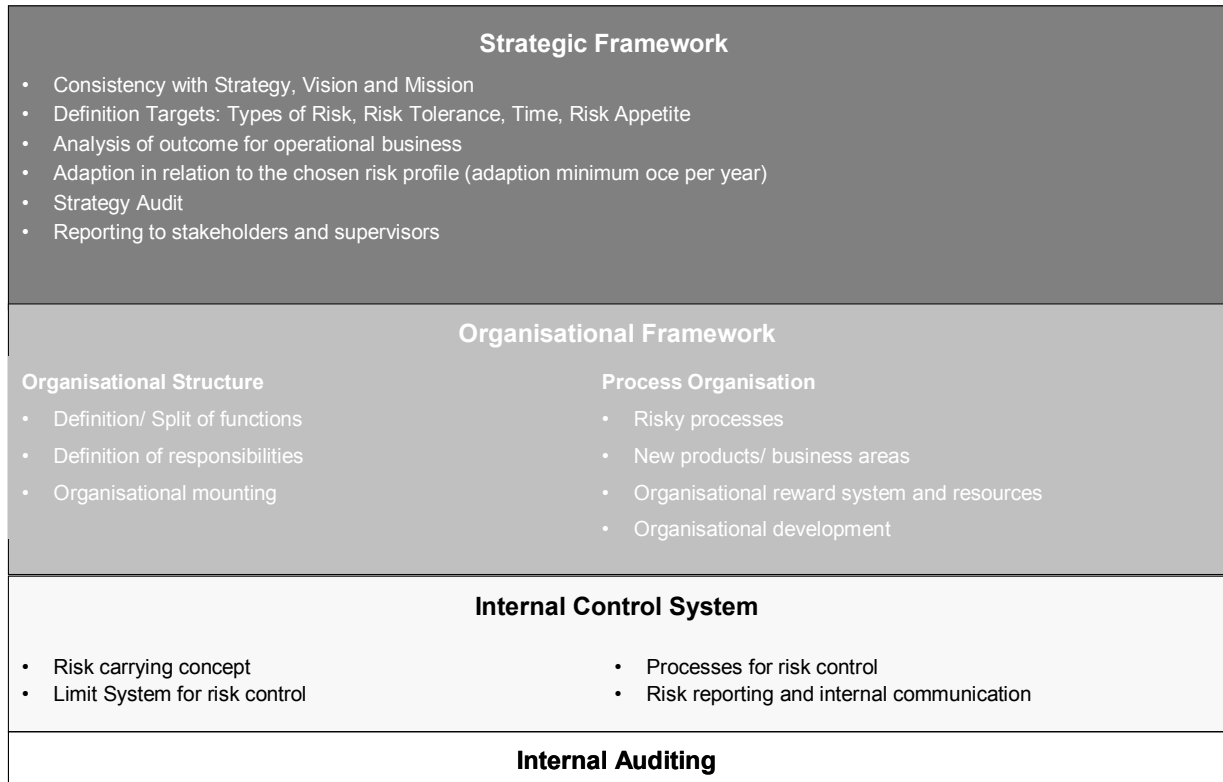 Strategic Framework
• Consistency with Strategy, Vision and Mission
• Definition Targets: Types of Risk, Risk Tolerance, Time, Risk Appetite
• Analysis of outcome for operational business
• Adaption in relation to the chosen risk profile (adaption minimum oce per year)
• Strategy Audit
• Reporting to stakeholders and supervisors
Organisational Framework
Organisational Structure
• Definition/ Split of functions
• Definition of responsibilities
• Organisational mounting
Process Organisation
• Risky processes
• New products/ business areas
• Organisational reward system and resources
• Organisational development
Internal Control System
• Risk carrying concept
• Limit System for risk control
• Processes for risk control
• Risk reporting and internal communication
Internal Auditing